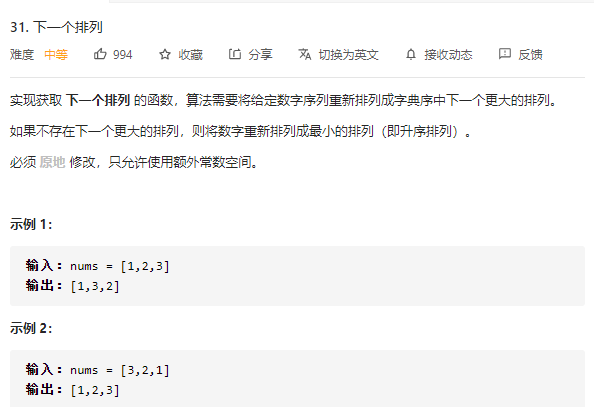 31. 下一个排列
难度 中等 994 收藏 分享 切换为英文 接收动态 反馈
实现获取 下一个排列 的函数，算法需要将给定数字序列重新排列成字典序中下一个更大的排列。
如果不存在下一个更大的排列，则将数字重新排列成最小的排列（即升序排列）。
必须 原地 修改，只允许使用额外常数空间。
示例 1：
输入：nums = [1,2,3]
输出：[1,3,2]
示例 2：
输入：nums = [3,2,1]
输出：[1,2,3]